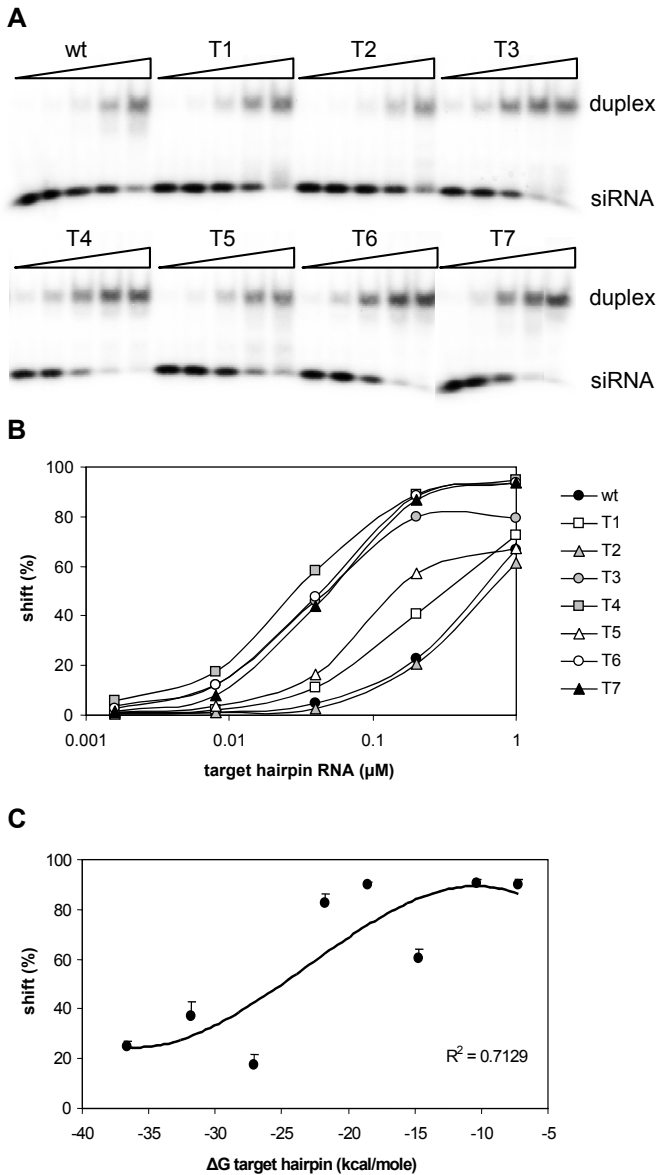 A
wt T1 T2 T3
duplex
siRNA
T4 T5 T6 T7
duplex
siRNA
B
100
80
60
40
20
0
shift (%)
0.001 0.01 0.1 1
target hairpin RNA (µM)
wt
T1
T2
T3
T4
T5
T6
T7
C
100
80
60
40
20
0
shift (%)
R² = 0.7129
-40 -35 -30 -25 -20 -15 -10 -5
ΔG target hairpin (kcal/mole)